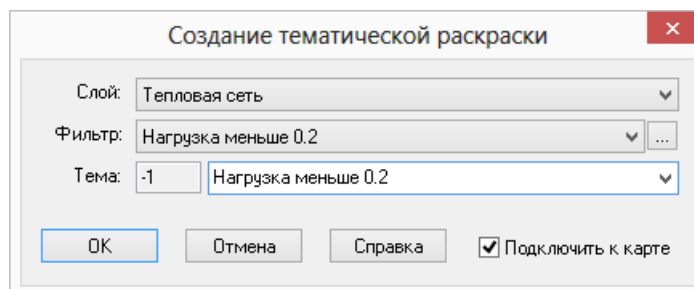 Создание тематической раскраски
Слой: Тепловая сеть
Фильтр: Нагрузка меньше 0.2 ...
Тема: -1 Нагрузка меньше 0.2
ОК Отмена Справка Подключить к карте